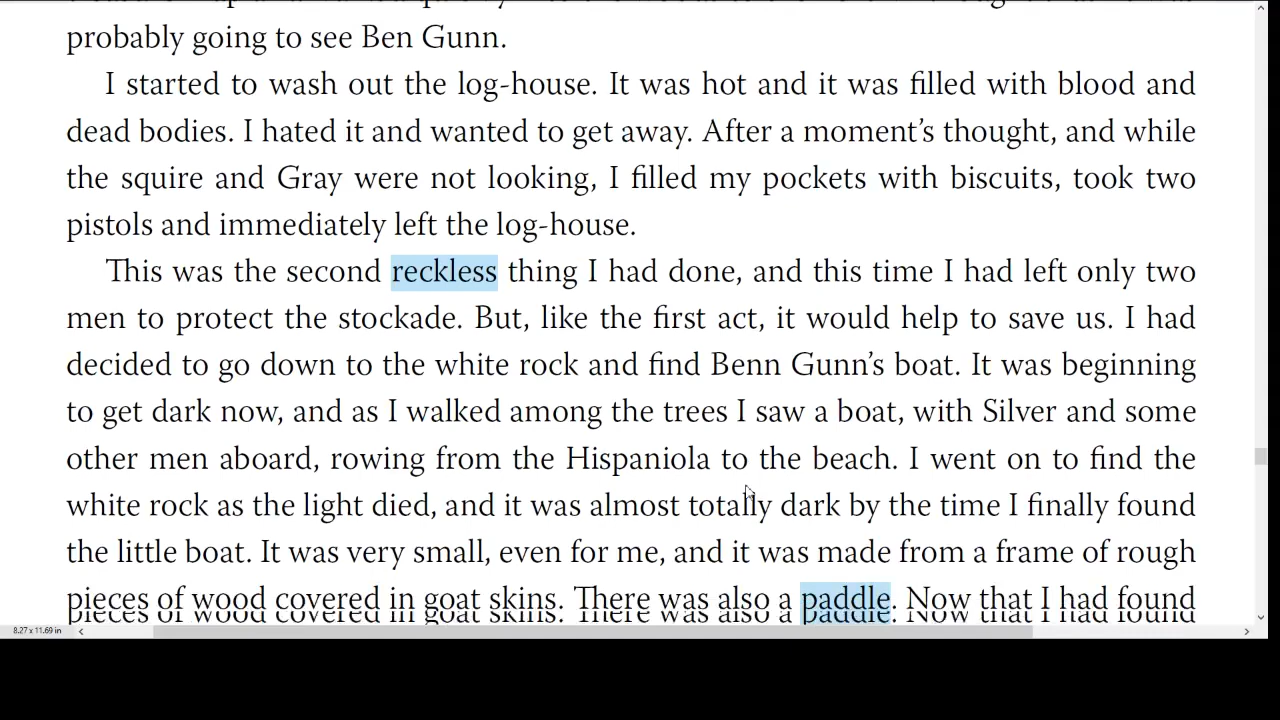 probably going to see Ben Gunn.
I started to wash out the log-house. It was hot and it was filled with blood and
dead bodies. I hated it and wanted to get away. After a moment's thought, and while
the squire and Gray were not looking, I filled my pockets with biscuits, took two
pistols and immediately left the log-house.
This was the second reckless thing I had done, and this time I had left only two
men to protect the stockade. But, like the first act, it would help to save us. I had
decided to go down to the white rock and find Benn Gunn's boat. It was beginning
to get dark now, and as I walked among the trees I saw a boat, with Silver and some
other men aboard, rowing from the Hispaniola to the beach. I went on to find the
white rock as the light died, and it was almost totally dark by the time I finally found
the little boat. It was very small, even for me, and it was made from a frame of rough
pieces of wood covered in goat skins. There was also a paddle. Now that I had found
8.27 x 11.69 in